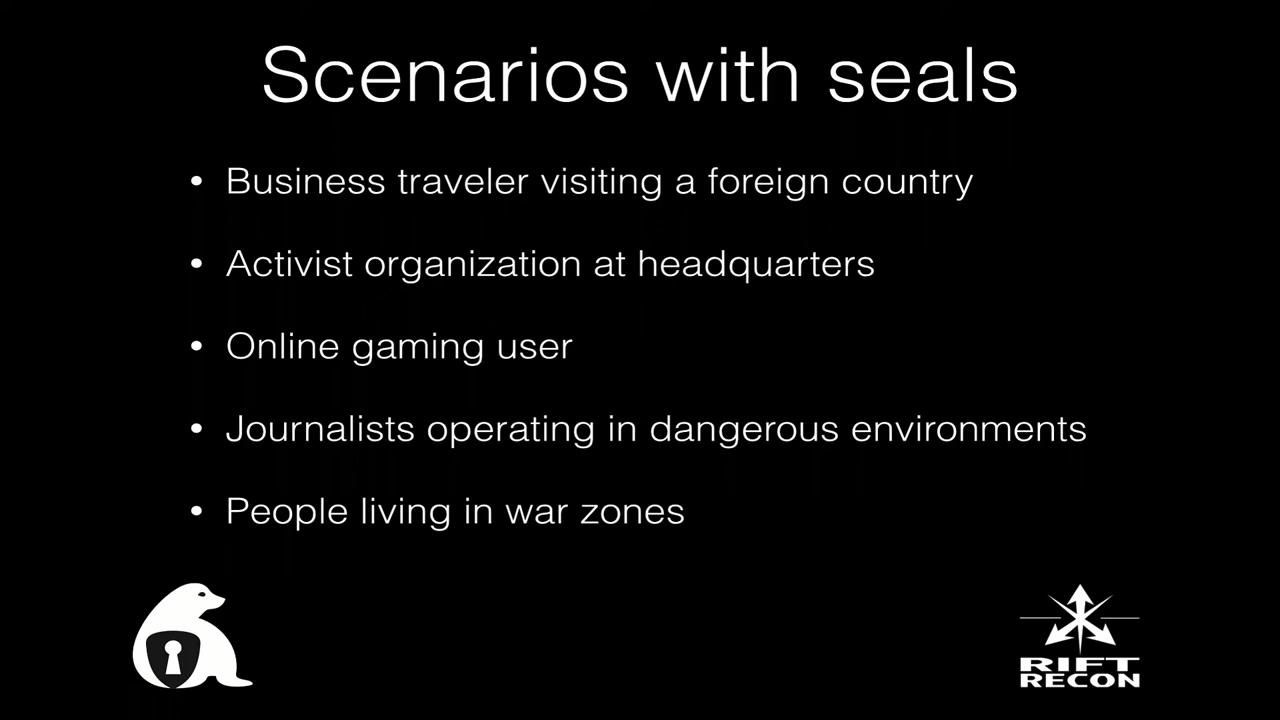 Scenarios with seals
• Business traveler visiting a foreign country
• Activist organization at headquarters
• Online gaming user
• Journalists operating in dangerous environments
• People living in war zones
RIFT
RECON